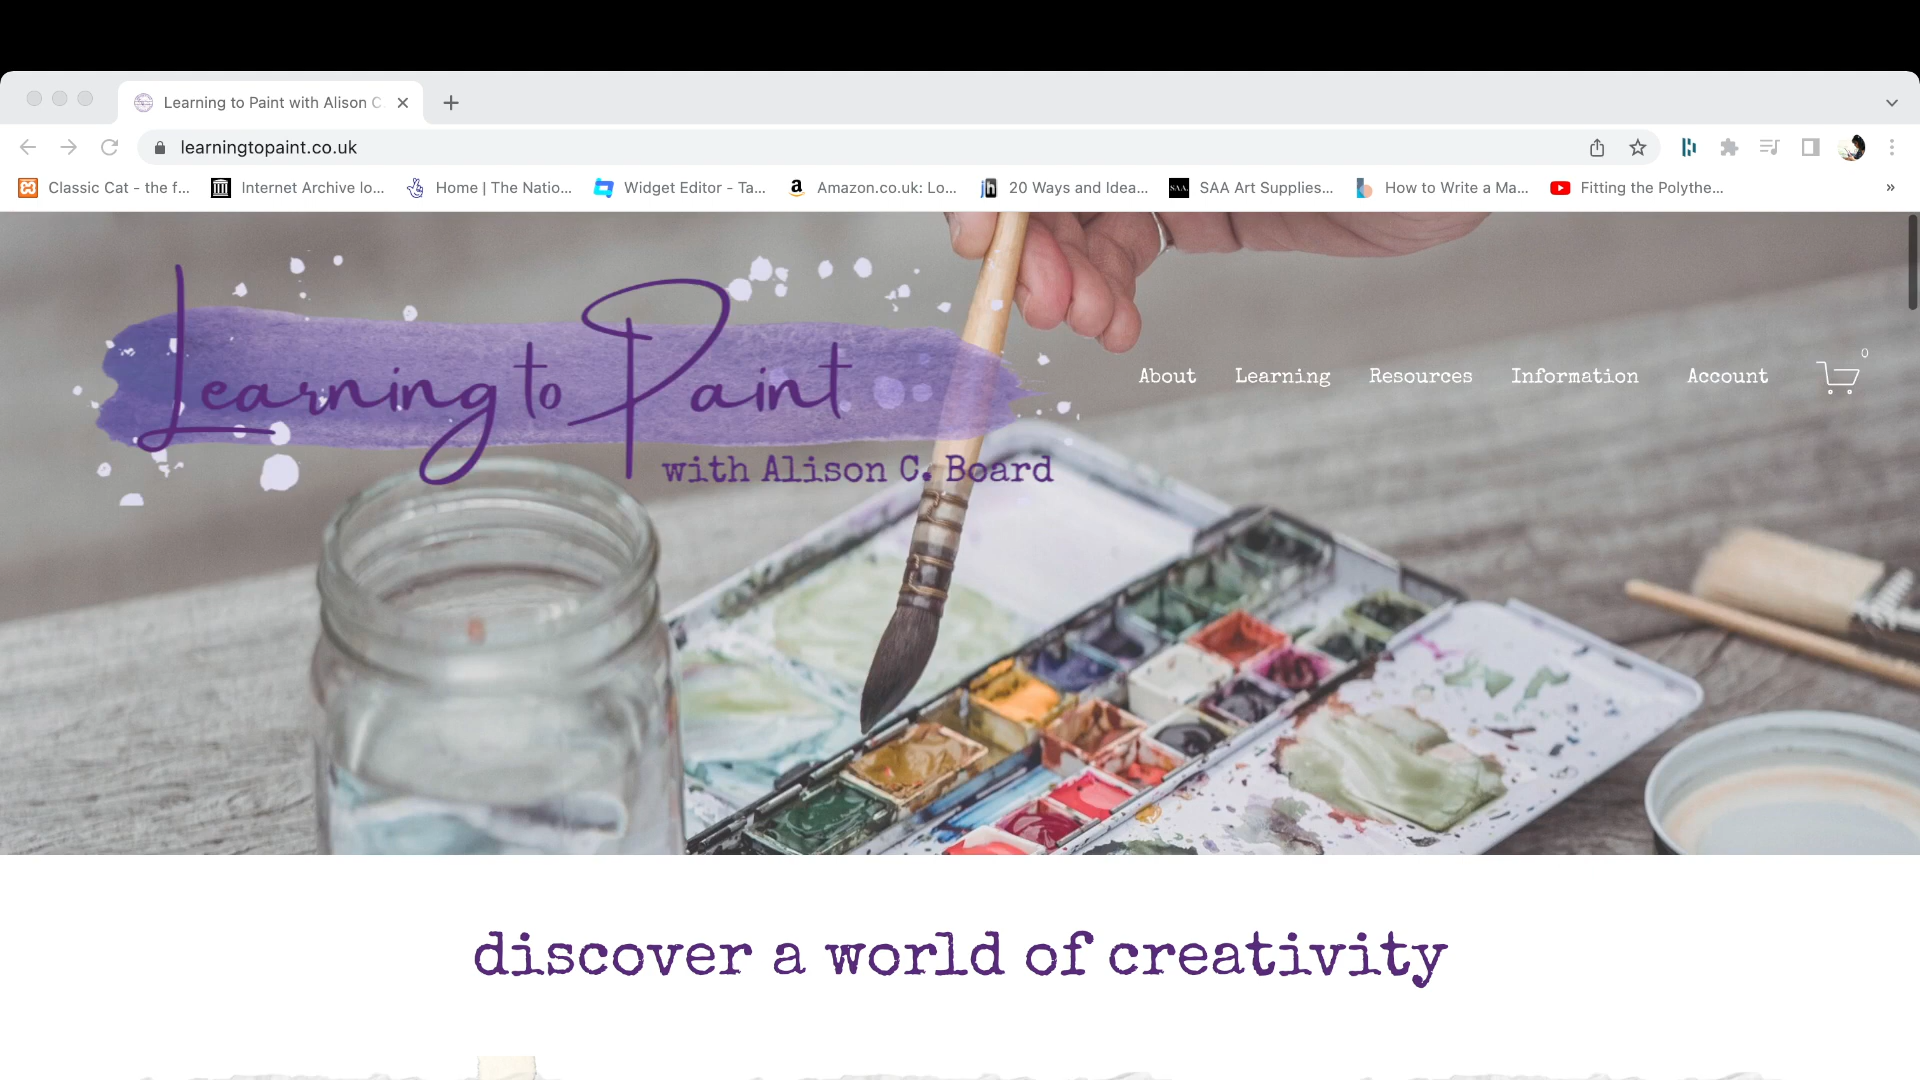 Learning to Paint with Alison C
learningtopaint.co.uk
Classic Cat - the f...
Internet Archive lo...
Home | The Natio...
Widget Editor - Ta...
Amazon.co.uk: Lo...
20 Ways and Idea...
SAA Art Supplies...
How to Write a Ma...
Fitting the Polythe...
»
Learning to Paint
with Alison C. Board
About
Learning
Resources
Information
Account
0
discover a world of creativity